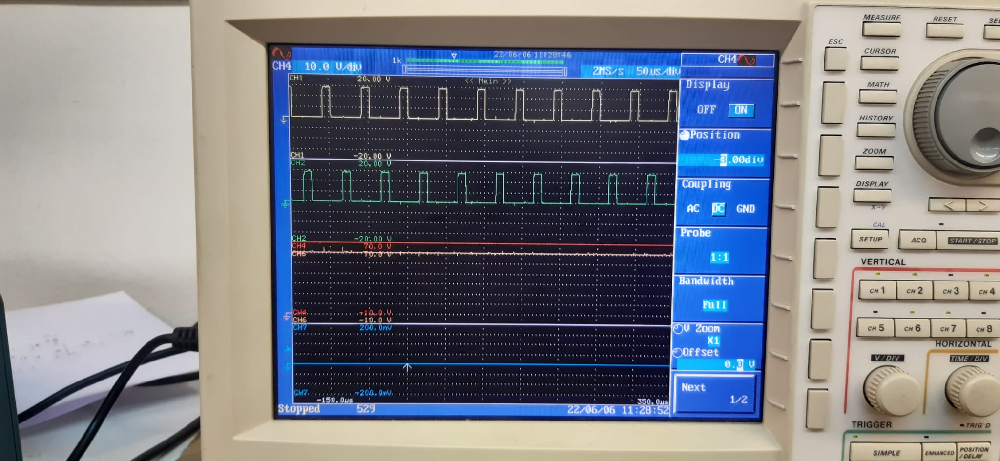 CH4 10.0 V/div
1k
22/06/06 11:28:46
2MS/s 50us/div
<< Main >>
CH1 20.00 V
CH1 -20.00 V
CH2 20.00 V
CH2 -20.00 V
CH4 70.0 V
CH6 70.0 V
CH4 -10.0 V
CH6 -10.0 V
CH7 200.0mV
CH7 -200.0mV
-150.0us 350.0us
Stopped 529 22/06/06 11:28:52
CH4
Display
OFF ON
Position
-3.00div
Coupling
AC DC GND
Probe
1:1
Bandwidth
Full
V Zoom
X1
Offset
0.0 V
Next
1/2
MEASURE
RESET
ESC
CURSOR
MATH
HISTORY
ZOOM
DISPLAY
X-Y
< >
CAL
SETUP
ACQ
START/STOP
VERTICAL
CH 1 CH 2 CH 3 CH 4
CH 5 CH 6 CH 7 CH 8
HORIZONTAL
V/DIV
TIME/DIV
TRIGGER
TRIG'D
SIMPLE
ENHANCED
POSITION
/DELAY